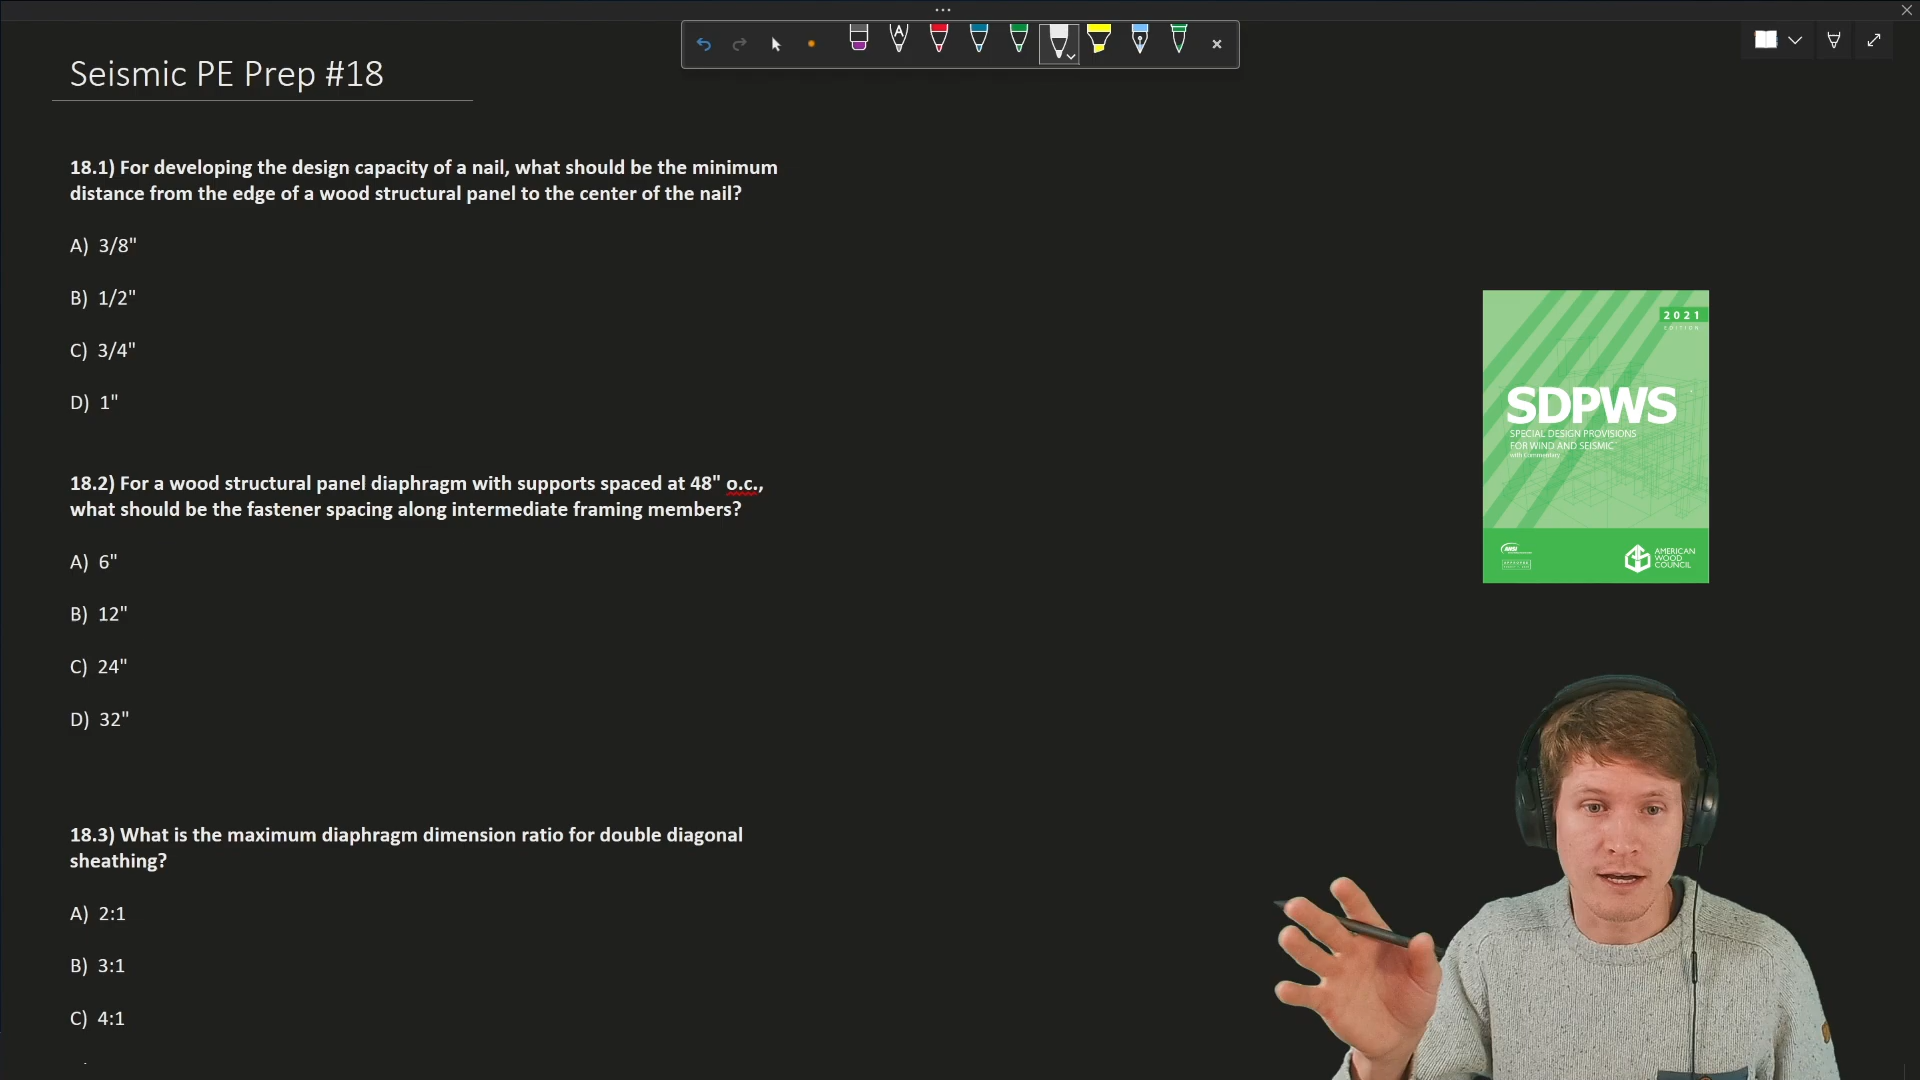 Seismic PE Prep #18
18.1) For developing the design capacity of a nail, what should be the minimum
distance from the edge of a wood structural panel to the center of the nail?
A) 3/8"
B) 1/2"
C) 3/4"
D) 1"
18.2) For a wood structural panel diaphragm with supports spaced at 48" o.c.,
what should be the fastener spacing along intermediate framing members?
A) 6"
B) 12"
C) 24"
D) 32"
18.3) What is the maximum diaphragm dimension ratio for double diagonal
sheathing?
A) 2:1
B) 3:1
C) 4:1
2021
EDITION
SDPWS
SPECIAL DESIGN PROVISIONS
FOR WIND AND SEISMIC
with Commentary
ANSI
AMERICAN
WOOD
COUNCIL